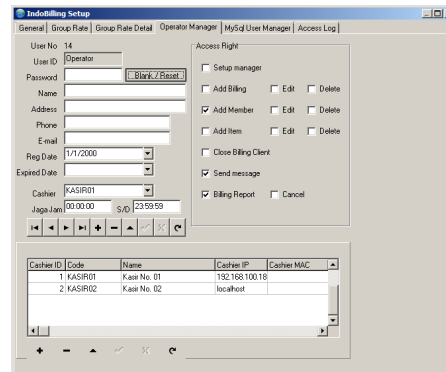 IndoBilling Setup
General Group Rate Group Rate Detail Operator Manager MySql User Manager Access Log
User No 14
User ID Operator
Password Blank / Reset
Name
Address
Phone
E-mail
Reg Date 1/1/2000
Expired Date
Cashier KASIR01
Jaga Jam 00:00:00 S/D 23:59:59
Access Right
Setup manager
Add Billing Edit Delete
Add Member Edit Delete
Add Item Edit Delete
Close Billing Client
Send message
Billing Report Cancel
Cashier ID Code Name Cashier IP Cashier MAC
1 KASIR01 Kasir No. 01 192.168.100.18
2 KASIR02 Kasir No. 02 localhost